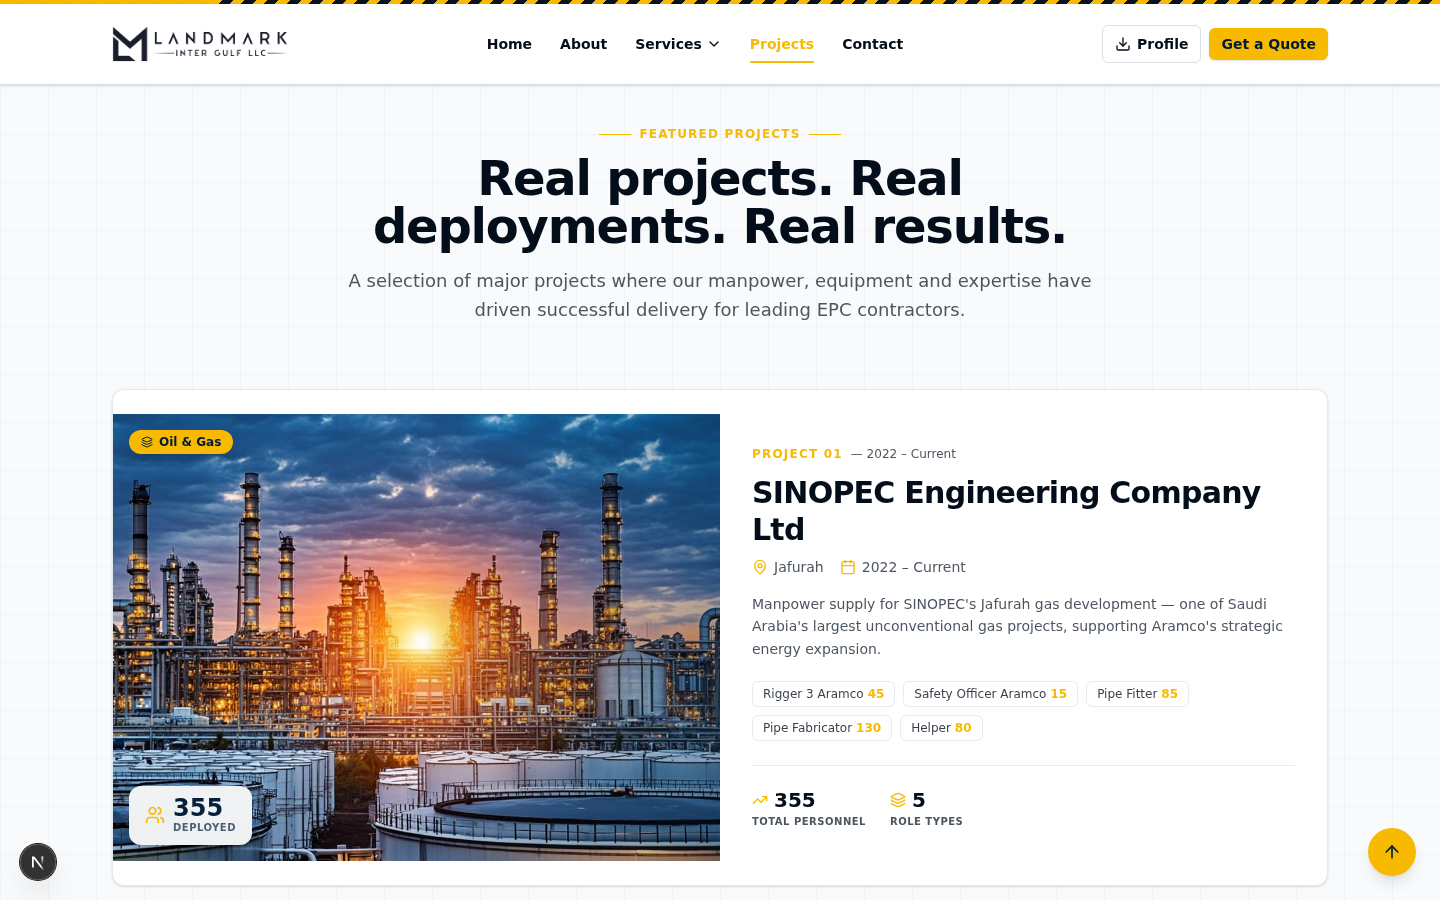 LANDMARK
INTER GULF LLC
Home
About
Services
Projects
Contact
Profile
Get a Quote
FEATURED PROJECTS
Real projects. Real
deployments. Real results.
A selection of major projects where our manpower, equipment and expertise have
driven successful delivery for leading EPC contractors.
Oil & Gas
355
DEPLOYED
PROJECT 01 — 2022 – Current
SINOPEC Engineering Company
Ltd
Jafurah
2022 – Current
Manpower supply for SINOPEC's Jafurah gas development — one of Saudi
Arabia's largest unconventional gas projects, supporting Aramco's strategic
energy expansion.
Rigger 3 Aramco 45
Safety Officer Aramco 15
Pipe Fitter 85
Pipe Fabricator 130
Helper 80
355
TOTAL PERSONNEL
5
ROLE TYPES
N